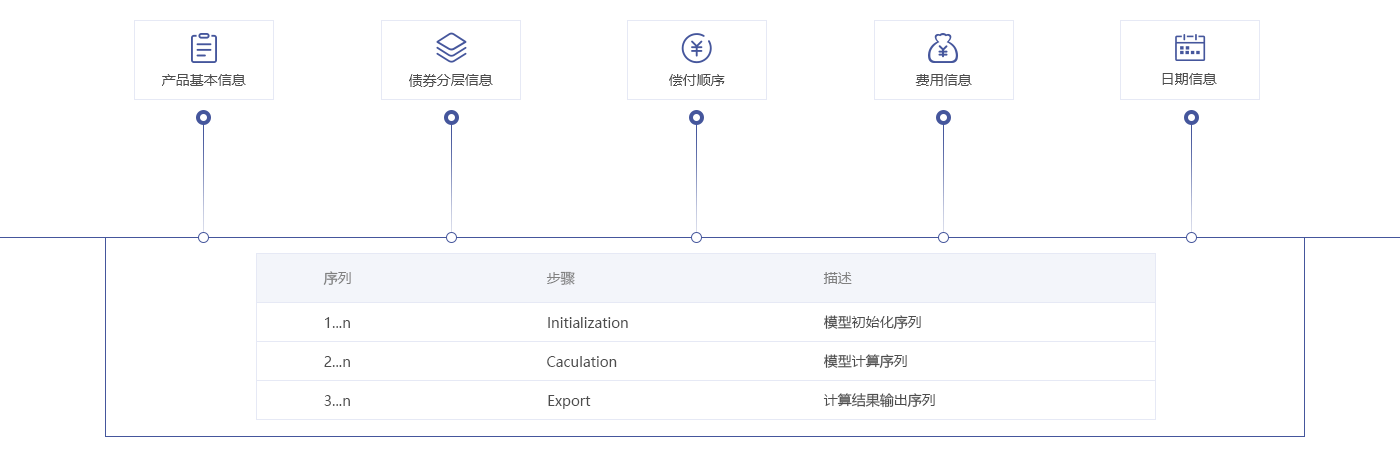 产品基本信息
债券分层信息
偿付顺序
费用信息
日期信息
序列 步骤 描述
1...n Initialization 模型初始化序列
2...n Caculation 模型计算序列
3...n Export 计算结果输出序列